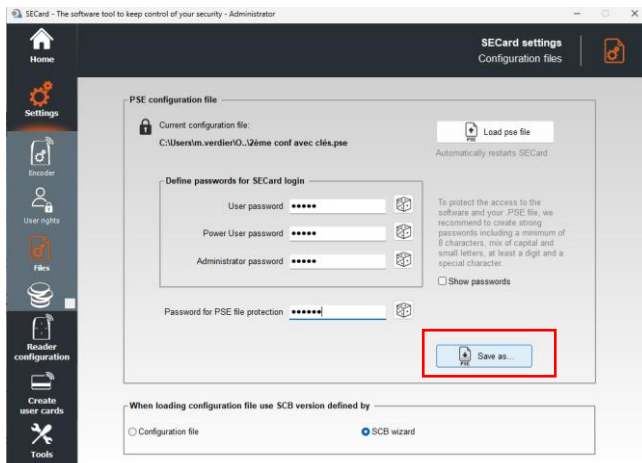 SECard - The software tool to keep control of your security - Administrator
Home
SECard settings
Configuration files
Settings
Encoder
User rights
Files
Reader
configuration
Create
user cards
Tools
PSE configuration file
Current configuration file:
C:\Users\m.verdier\O..\2ème conf avec clés.pse
PSE
Load pse file
Automatically restarts SECard
Define passwords for SECard login
User password •••••
Power User password •••••
Administrator password •••••
To protect the access to the
software and your .PSE file, we
recommend to create strong
passwords including a minimum of
8 characters, mix of capital and
small letters, at least a digit and a
special character.
Show passwords
Password for PSE file protection ••••••
PSE
Save as...
When loading configuration file use SCB version defined by
Configuration file
SCB wizard